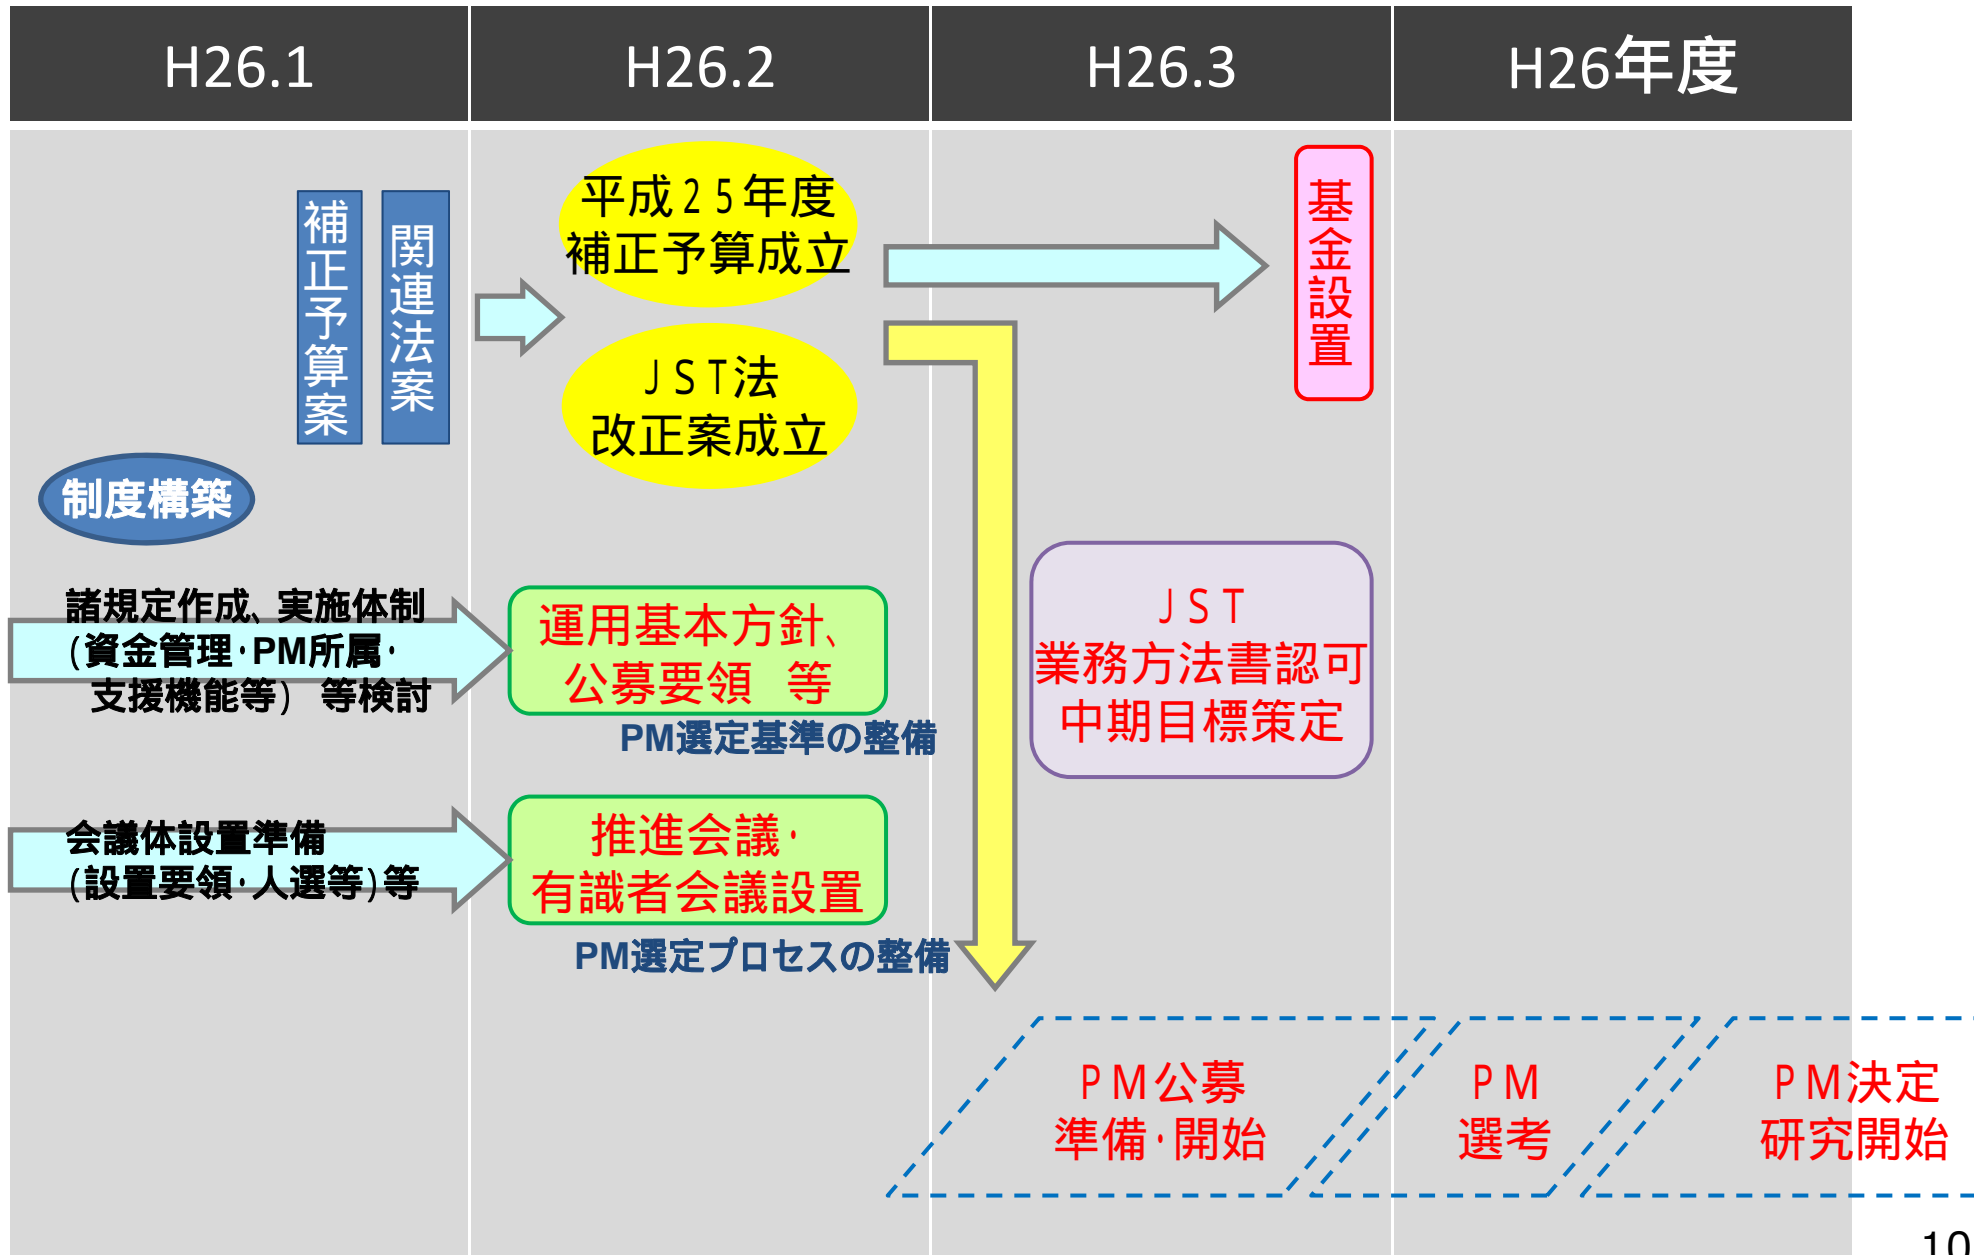 H26.1
H26.2
H26.3
H26年度
補正予算案
関連法案
平成25年度
補正予算成立
JST法
改正案成立
基金設置
制度構築
諸規定作成、実施体制
(資金管理･PM所属･
支援機能等) 等検討
運用基本方針、
公募要領 等
PM選定基準の整備
JST
業務方法書認可
中期目標策定
会議体設置準備
(設置要領･人選等)等
推進会議･
有識者会議設置
PM選定プロセスの整備
PM公募
準備･開始
PM
選考
PM決定
研究開始
10